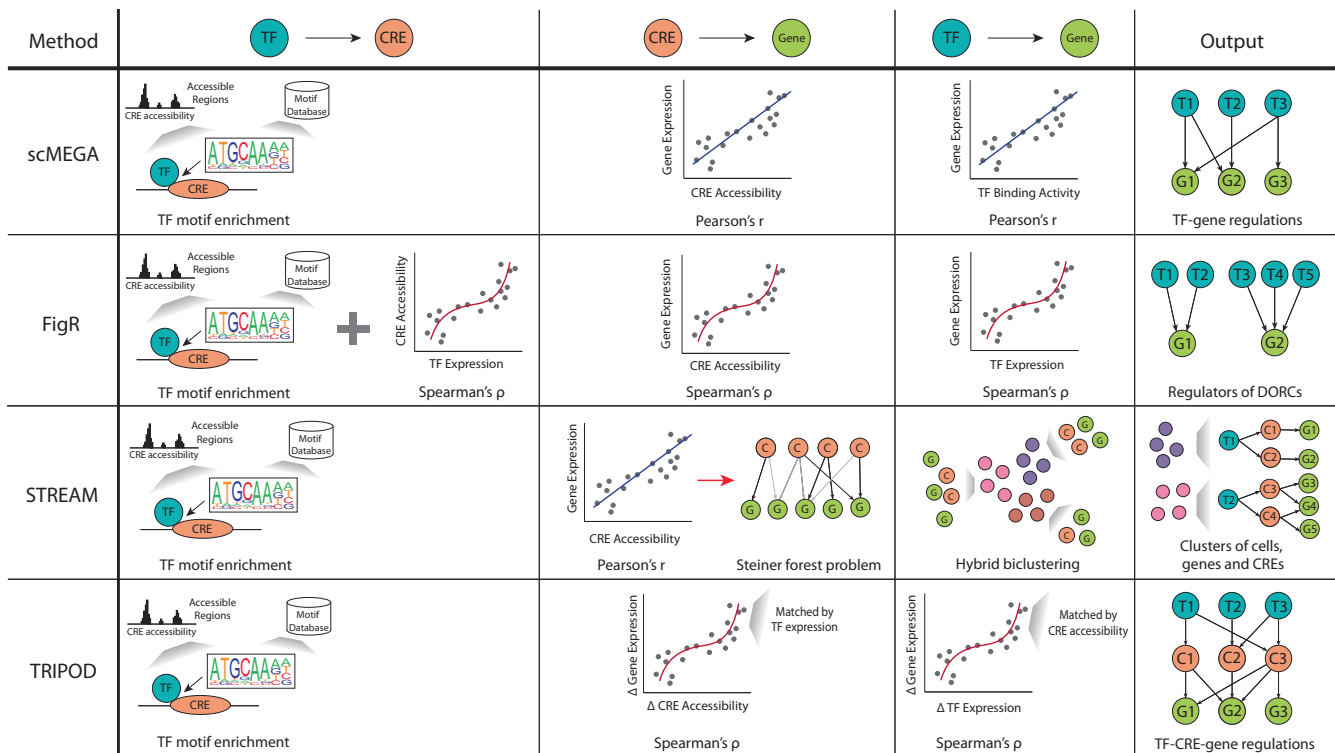 Method
TF
CRE
CRE
Gene
TF
Gene
Output
scMEGA
Accessible
Regions
CRE accessibility
Motif
Database
TF
CRE
ATGCAA
TF motif enrichment
Gene Expression
CRE Accessibility
Pearson's r
Gene Expression
TF Binding Activity
Pearson's r
T1 T2 T3
G1 G2 G3
TF-gene regulations
FigR
Accessible
Regions
CRE accessibility
Motif
Database
TF
CRE
ATGCAA
TF motif enrichment
CRE Accessibility
TF Expression
Spearman's ρ
Gene Expression
CRE Accessibility
Spearman's ρ
Gene Expression
TF Expression
Spearman's ρ
T1 T2 T3 T4 T5
G1 G2
Regulators of DORCs
STREAM
Accessible
Regions
CRE accessibility
Motif
Database
TF
CRE
ATGCAA
TF motif enrichment
Gene Expression
CRE Accessibility
Pearson's r
C C C C
G G G G G
Steiner forest problem
G
C
G
C
G
G
C
G
G
C
G
G
C
G
Hybrid biclustering
T1
C1 G1
C2 G2
T2
C3 G3
G4
C4
G5
Clusters of cells,
genes and CREs
TRIPOD
Accessible
Regions
CRE accessibility
Motif
Database
TF
CRE
ATGCAA
TF motif enrichment
Δ Gene Expression
Matched by
TF expression
Δ CRE Accessibility
Spearman's ρ
Δ Gene Expression
Matched by
CRE accessibility
Δ TF Expression
Spearman's ρ
T1 T2 T3
C1 C2 C3
G1 G2 G3
TF-CRE-gene regulations